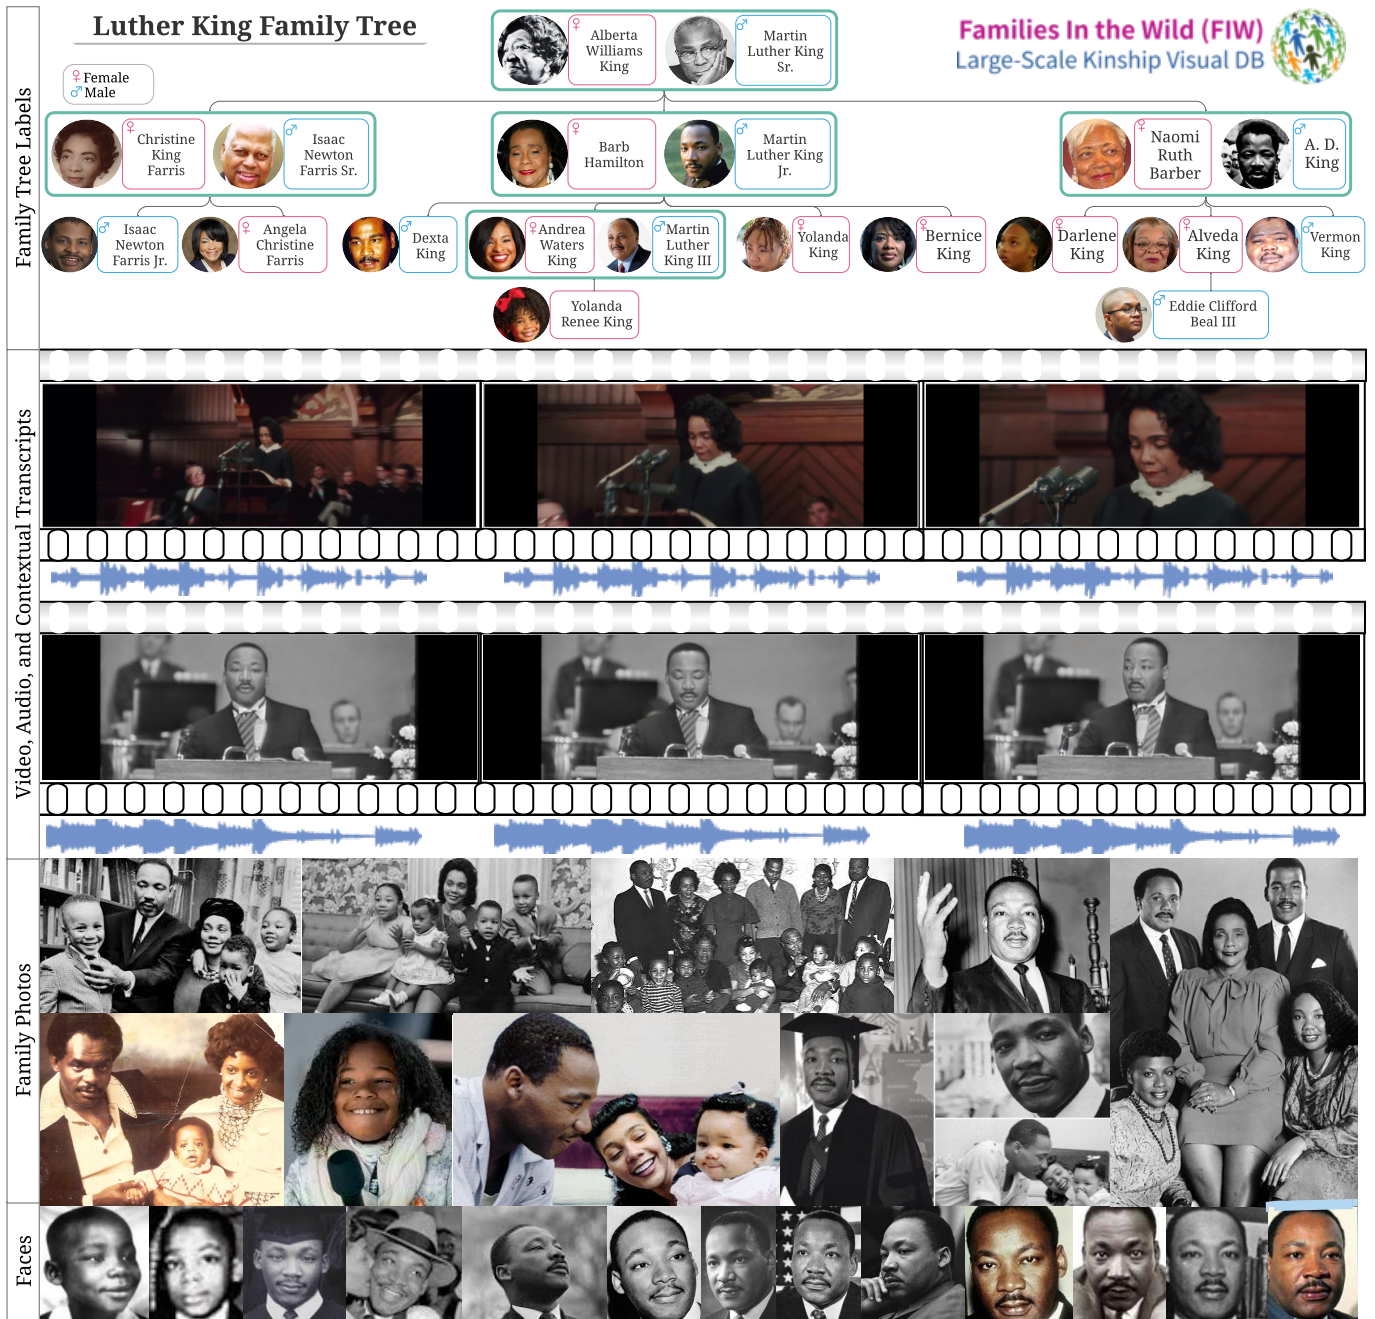 Luther King Family Tree
♀ Female
♂ Male
Families In the Wild (FIW)
Large-Scale Kinship Visual DB
Family Tree Labels
♀ Alberta
Williams
King
♂ Martin
Luther King
Sr.
♀ Christine
King
Farris
♂ Isaac
Newton
Farris Sr.
♀ Barb
Hamilton
♂ Martin
Luther King
Jr.
♀ Naomi
Ruth
Barber
♂ A. D.
King
♂ Isaac
Newton
Farris Jr.
♀ Angela
Christine
Farris
♂ Dexta
King
♀ Andrea
Waters
King
♂ Martin
Luther
King III
♀ Yolanda
King
♀ Bernice
King
♀ Darlene
King
♀ Alveda
King
♂ Vermon
King
Yolanda
Renee King
♂ Eddie Clifford
Beal III
Video, Audio, and Contextual Transcripts
Family Photos
Faces